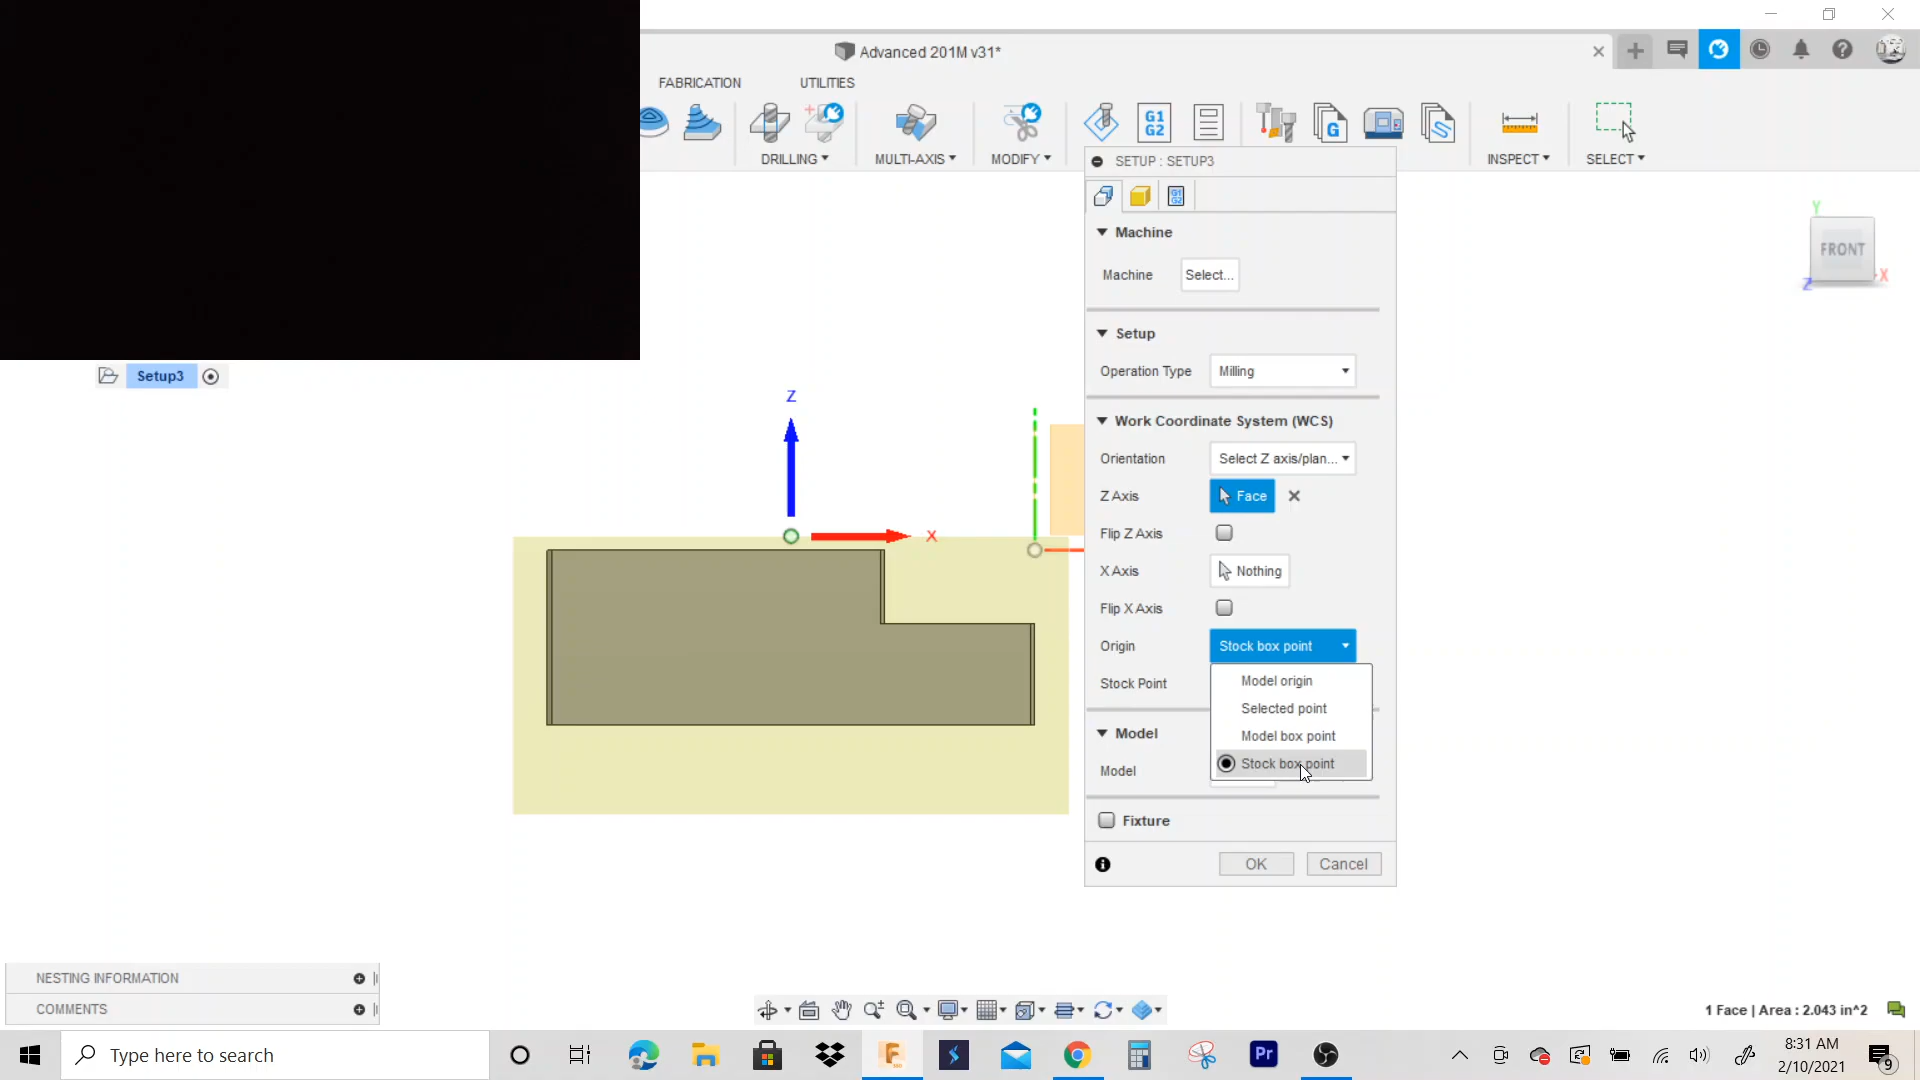 Advanced 201M v31*
FABRICATION
UTILITIES
G1
G2
G
S
DRILLING
MULTI-AXIS
MODIFY
INSPECT
SELECT
SETUP : SETUP3
G1
G2
Y
FRONT
X
Z
Machine
Machine
Select...
Setup
Operation Type
Milling
Setup3
Z
X
Work Coordinate System (WCS)
Orientation
Select Z axis/plan...
Z Axis
Face
Flip Z Axis
X Axis
Nothing
Flip X Axis
Origin
Stock box point
Model origin
Stock Point
Selected point
Model
Model box point
Stock box point
Model
Fixture
OK
Cancel
NESTING INFORMATION
COMMENTS
1 Face | Area : 2.043 in^2
Type here to search
F
Pr
8:31 AM
2/10/2021
9